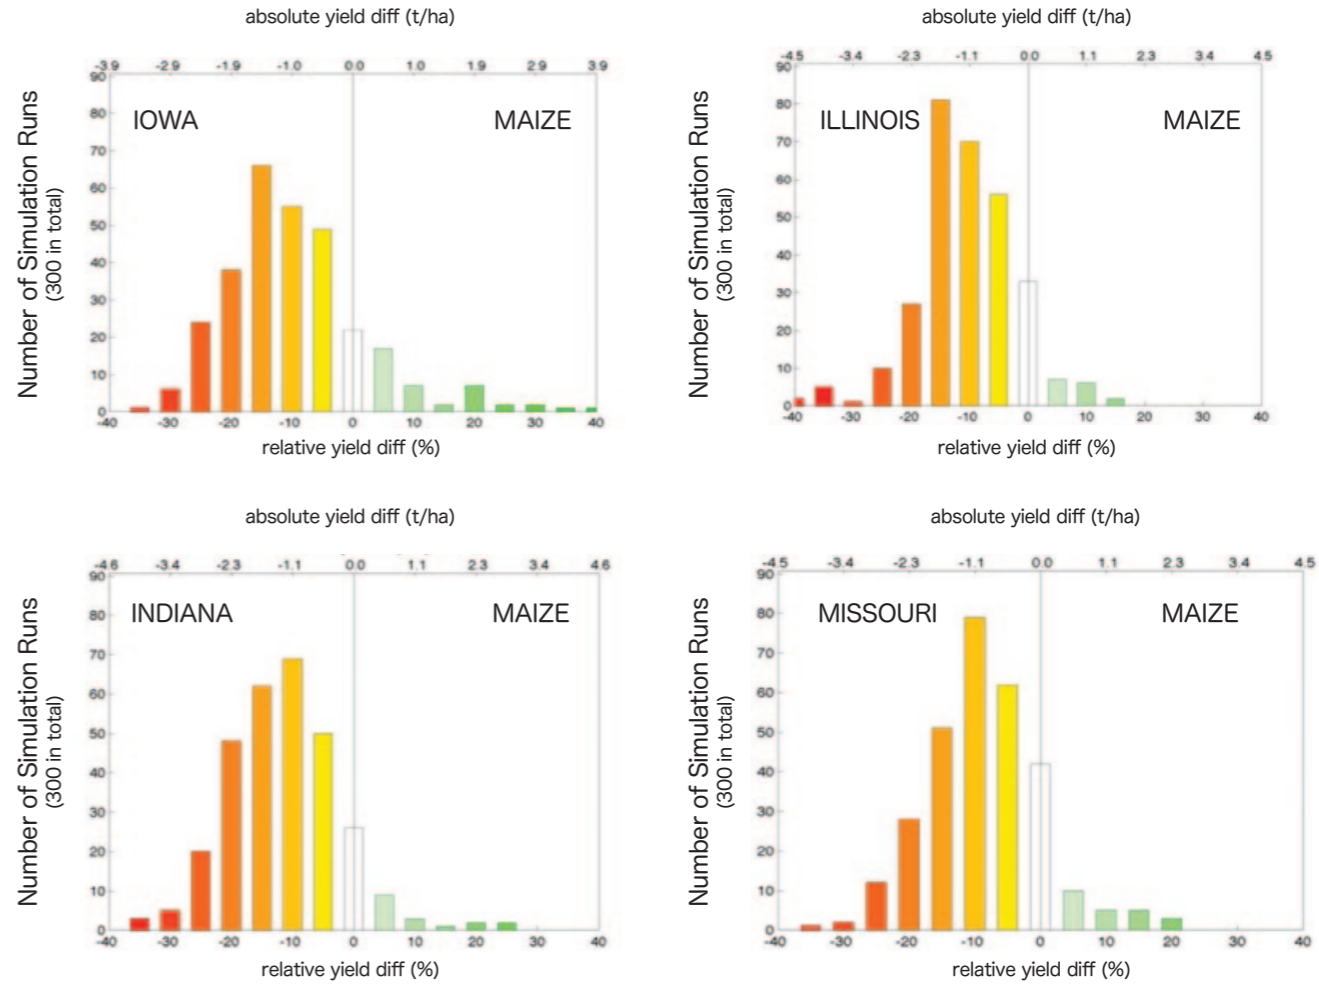 absolute yield diff (t/ha)
-3.9 -2.9 -1.9 -1.0 0.0 1.0 1.9 2.9 3.9
90
80
70
60
50
40
30
20
10
0
IOWA MAIZE
Number of Simulation Runs
(300 in total)
-40 -30 -20 -10 0 10 20 30 40
relative yield diff (%)
absolute yield diff (t/ha)
-4.5 -3.4 -2.3 -1.1 0.0 1.1 2.3 3.4 4.5
90
80
70
60
50
40
30
20
10
0
ILLINOIS MAIZE
Number of Simulation Runs
(300 in total)
-40 -30 -20 -10 0 10 20 30 40
relative yield diff (%)
absolute yield diff (t/ha)
-4.6 -3.4 -2.3 -1.1 0.0 1.1 2.3 3.4 4.6
90
80
70
60
50
40
30
20
10
0
INDIANA MAIZE
Number of Simulation Runs
(300 in total)
-40 -30 -20 -10 0 10 20 30 40
relative yield diff (%)
absolute yield diff (t/ha)
-4.5 -3.4 -2.3 -1.1 0.0 1.1 2.3 3.4 4.5
90
80
70
60
50
40
30
20
10
0
MISSOURI MAIZE
Number of Simulation Runs
(300 in total)
-40 -30 -20 -10 0 10 20 30 40
relative yield diff (%)